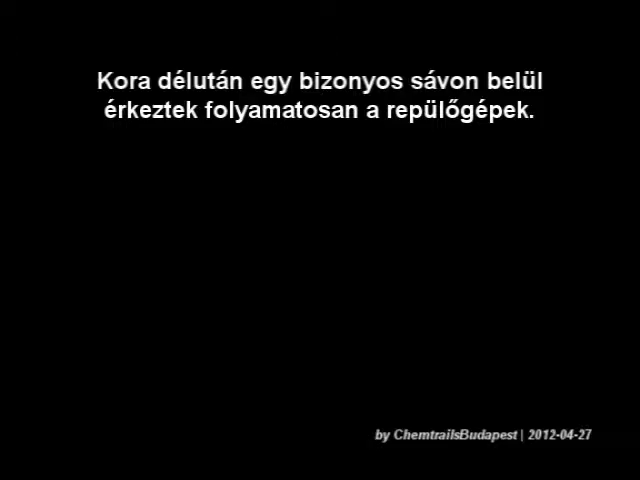 Kora délután egy bizonyos sávon belül
érkeztek folyamatosan a repülőgépek.
by ChemtrailsBudapest | 2012-04-27